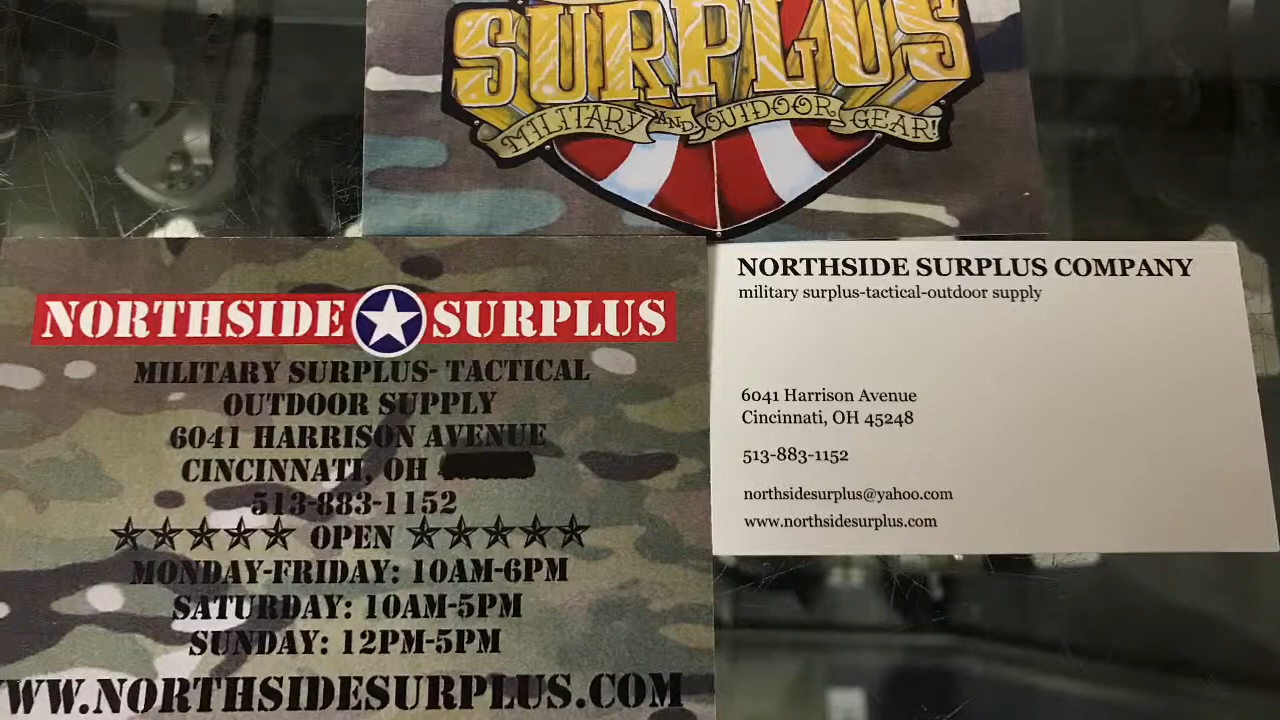 SURPLUS
MILITARY AND OUTDOOR GEAR!
NORTHSIDE SURPLUS
MILITARY SURPLUS- TACTICAL
OUTDOOR SUPPLY
6041 HARRISON AVENUE
CINCINNATI, OH
513-883-1152
OPEN
MONDAY-FRIDAY: 10AM-6PM
SATURDAY: 10AM-5PM
SUNDAY: 12PM-5PM
WWW.NORTHSIDESURPLUS.COM
NORTHSIDE SURPLUS COMPANY
military surplus-tactical-outdoor supply
6041 Harrison Avenue
Cincinnati, OH 45248
513-883-1152
northsidesurplus@yahoo.com
www.northsidesurplus.com